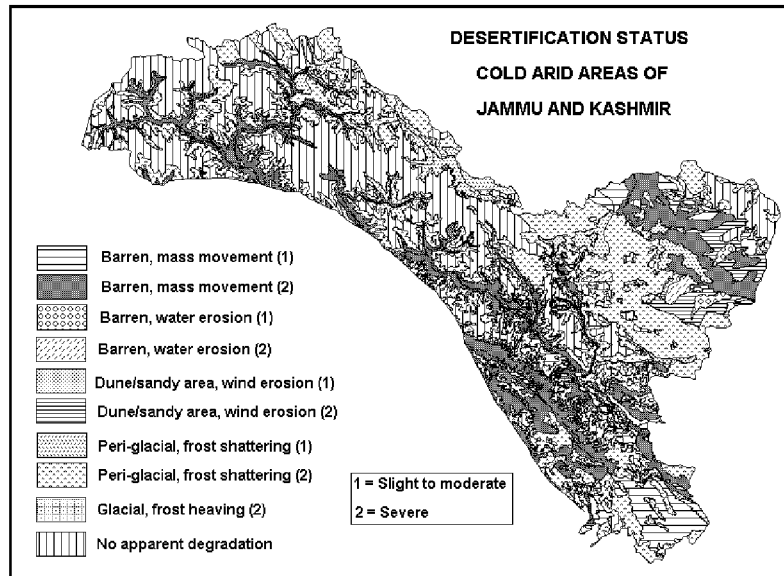 DESERTIFICATION STATUS
COLD ARID AREAS OF
JAMMU AND KASHMIR
Barren, mass movement (1)
Barren, mass movement (2)
Barren, water erosion (1)
Barren, water erosion (2)
Dune/sandy area, wind erosion (1)
Dune/sandy area, wind erosion (2)
Peri-glacial, frost shattering (1)
Peri-glacial, frost shattering (2)
Glacial, frost heaving (2)
No apparent degradation
1 = Slight to moderate
2 = Severe